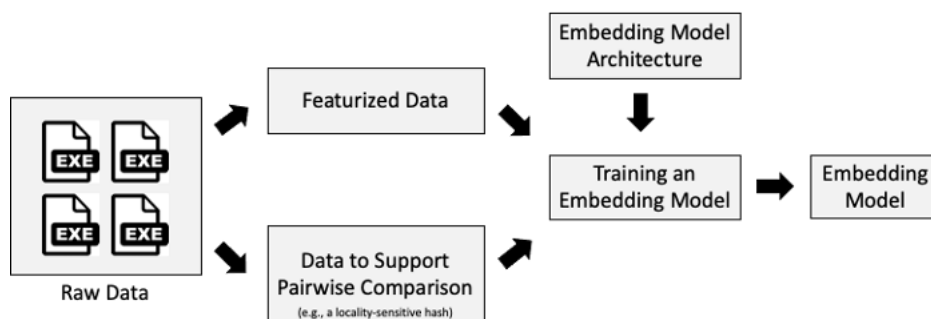 EXE
EXE
EXE
EXE
Raw Data
Featurized Data
Data to Support
Pairwise Comparison
(e.g., a locality-sensitive hash)
Embedding Model
Architecture
Training an
Embedding Model
Embedding
Model